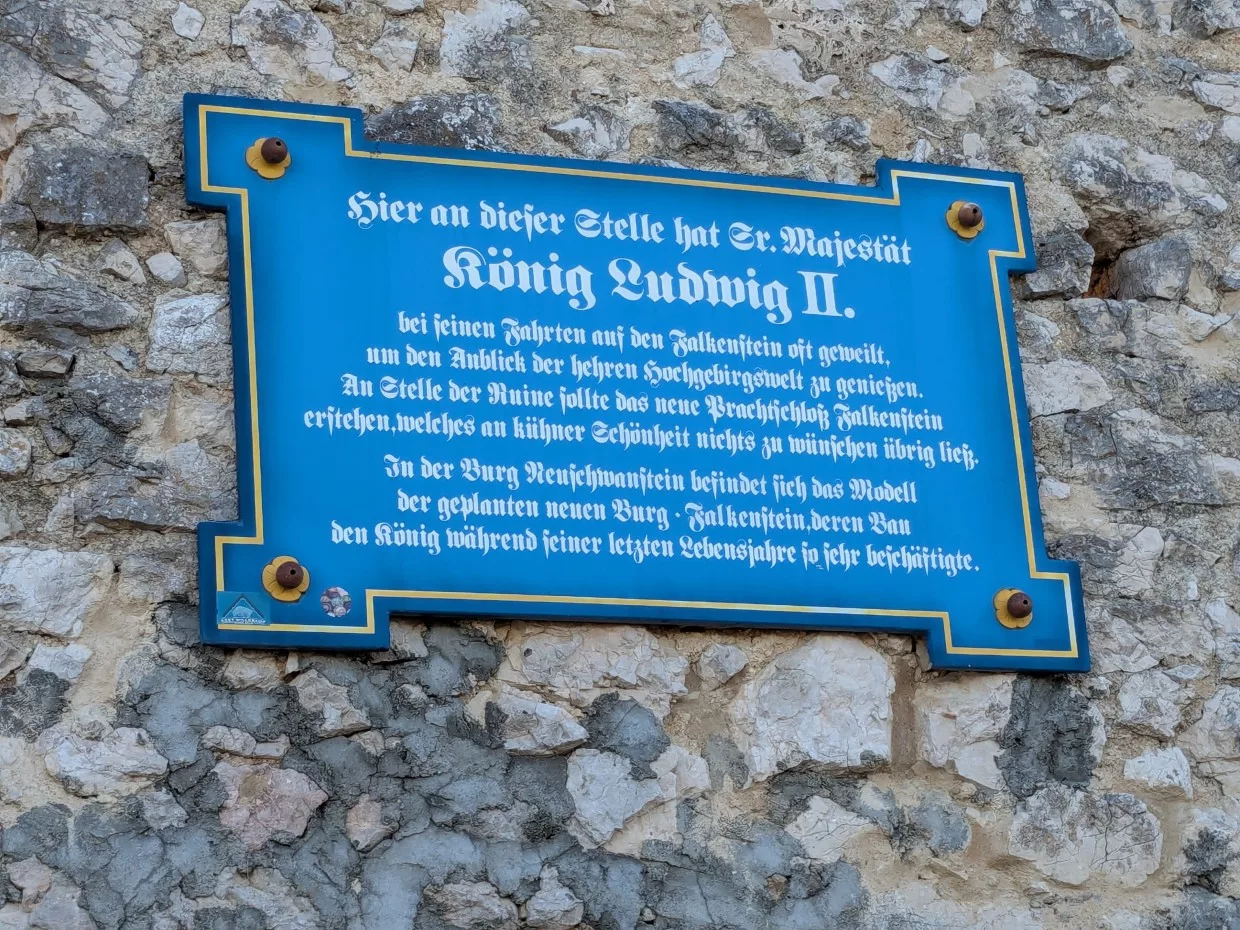 Hier an dieser Stelle hat Sr. Majestät
König Ludwig II.
bei seinen Fahrten auf den Falkenstein oft geweilt,
um den Anblick der hehren Hochgebirgswelt zu genießen.
An Stelle der Ruine sollte das neue Prachtschloß Falkenstein
erstehen, welches an kühner Schönheit nichts zu wünschen übrig ließ.
In der Burg Neuschwanstein befindet sich das Modell
der geplanten neuen Burg - Falkenstein, deren Bau
den König während seiner letzten Lebensjahre so sehr beschäftigte.